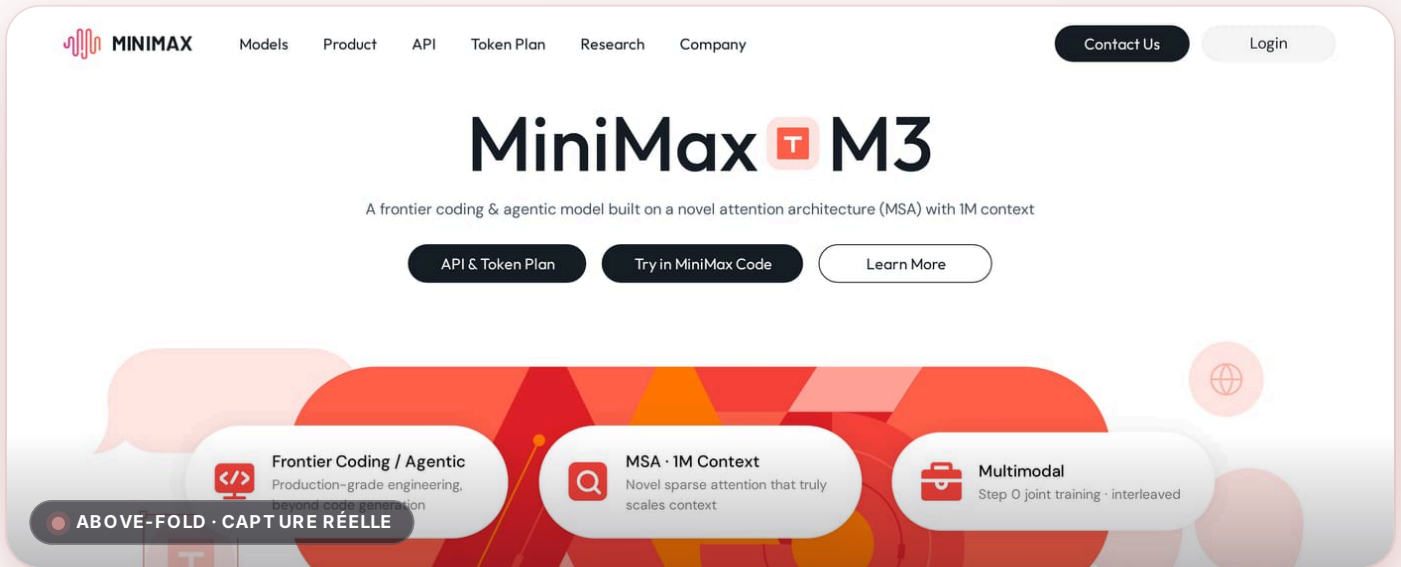 MINIMAX
Models
Product
API
Token Plan
Research
Company
Contact Us
Login
MiniMax T M3
A frontier coding & agentic model built on a novel attention architecture (MSA) with 1M context
API & Token Plan
Try in MiniMax Code
Learn More
Frontier Coding / Agentic
Production-grade engineering,
beyond code generation
MSA · 1M Context
Novel sparse attention that truly
scales context
Multimodal
Step 0 joint training · interleaved
ABOVE-FOLD · CAPTURE RÉELLE
T